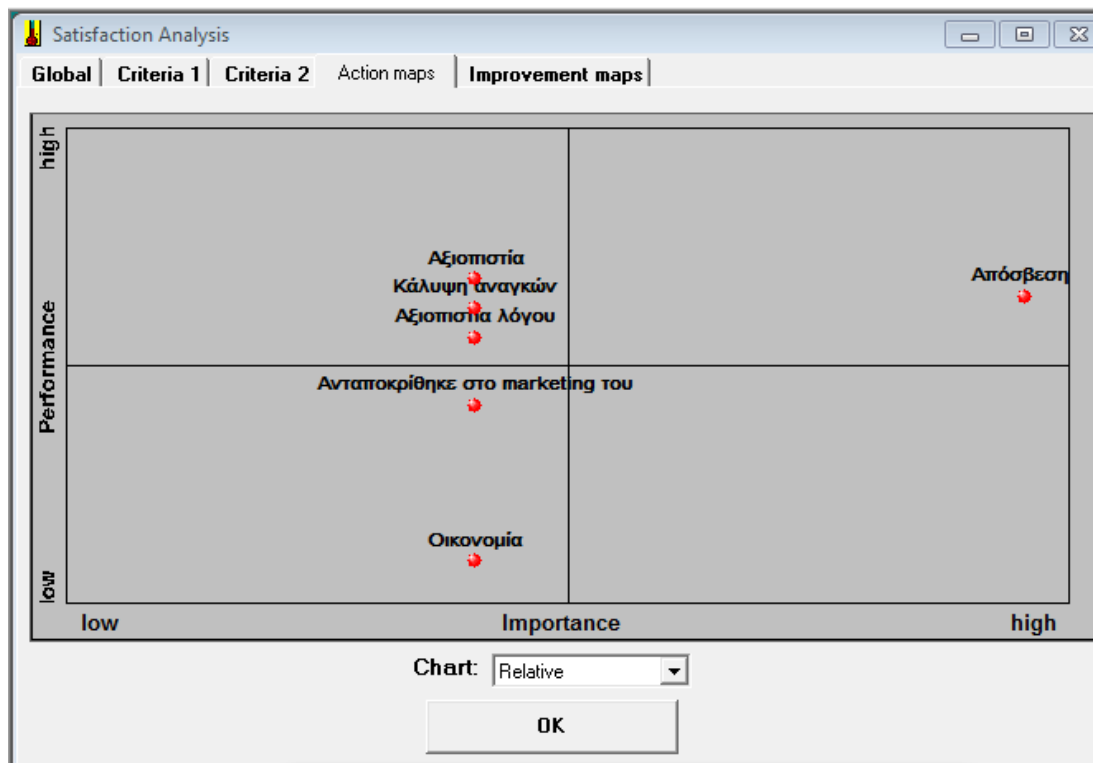 Satisfaction Analysis
Global Criteria 1 Criteria 2 Action maps Improvement maps
high
Performance
low
Αξιοπιστία
Κάλυψη αναγκών
Αξιοπιστία λόγου
Απόσβεση
Ανταποκρίθηκε στο marketing του
Οικονομία
low Importance high
Chart: Relative
OK